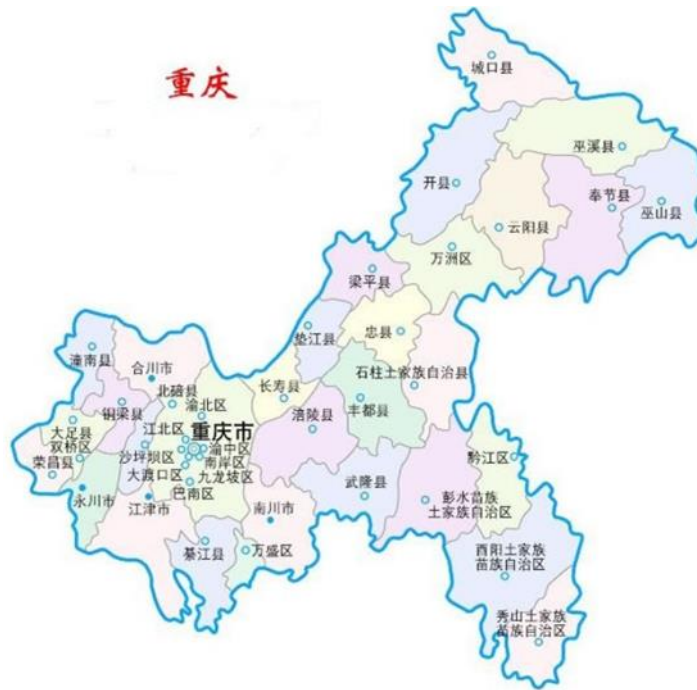 重庆
城口县
巫溪县
开县
奉节县
巫山县
云阳县
万洲区
梁平县
垫江县
忠县
潼南县
合川市
石柱土家族自治县
长寿县
北碚县
渝北区
铜梁县
丰都县
涪陵县
大足县
双桥区
江北区
重庆市
沙坪坝区
渝中区
南岸区
大渡口区
九龙坡区
荣昌县
巴南区
永川市
江津市
南川市
武隆县
黔江区
彭水苗族
土家族自治区
綦江县
万盛区
酉阳土家族
苗族自治区
秀山土家族
苗族自治区